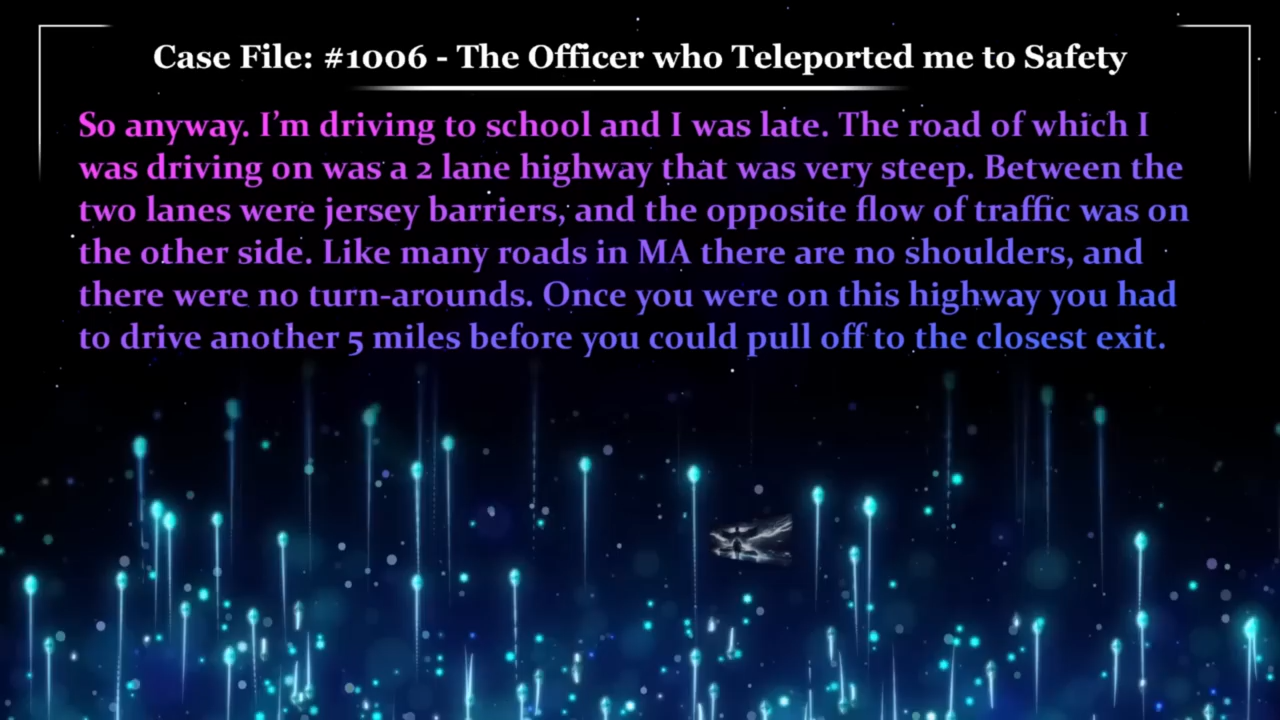 Case File: #1006 - The Officer who Teleported me to Safety
So anyway. I’m driving to school and I was late. The road of which I
was driving on was a 2 lane highway that was very steep. Between the
two lanes were jersey barriers, and the opposite flow of traffic was on
the other side. Like many roads in MA there are no shoulders, and
there were no turn-arounds. Once you were on this highway you had
to drive another 5 miles before you could pull off to the closest exit.